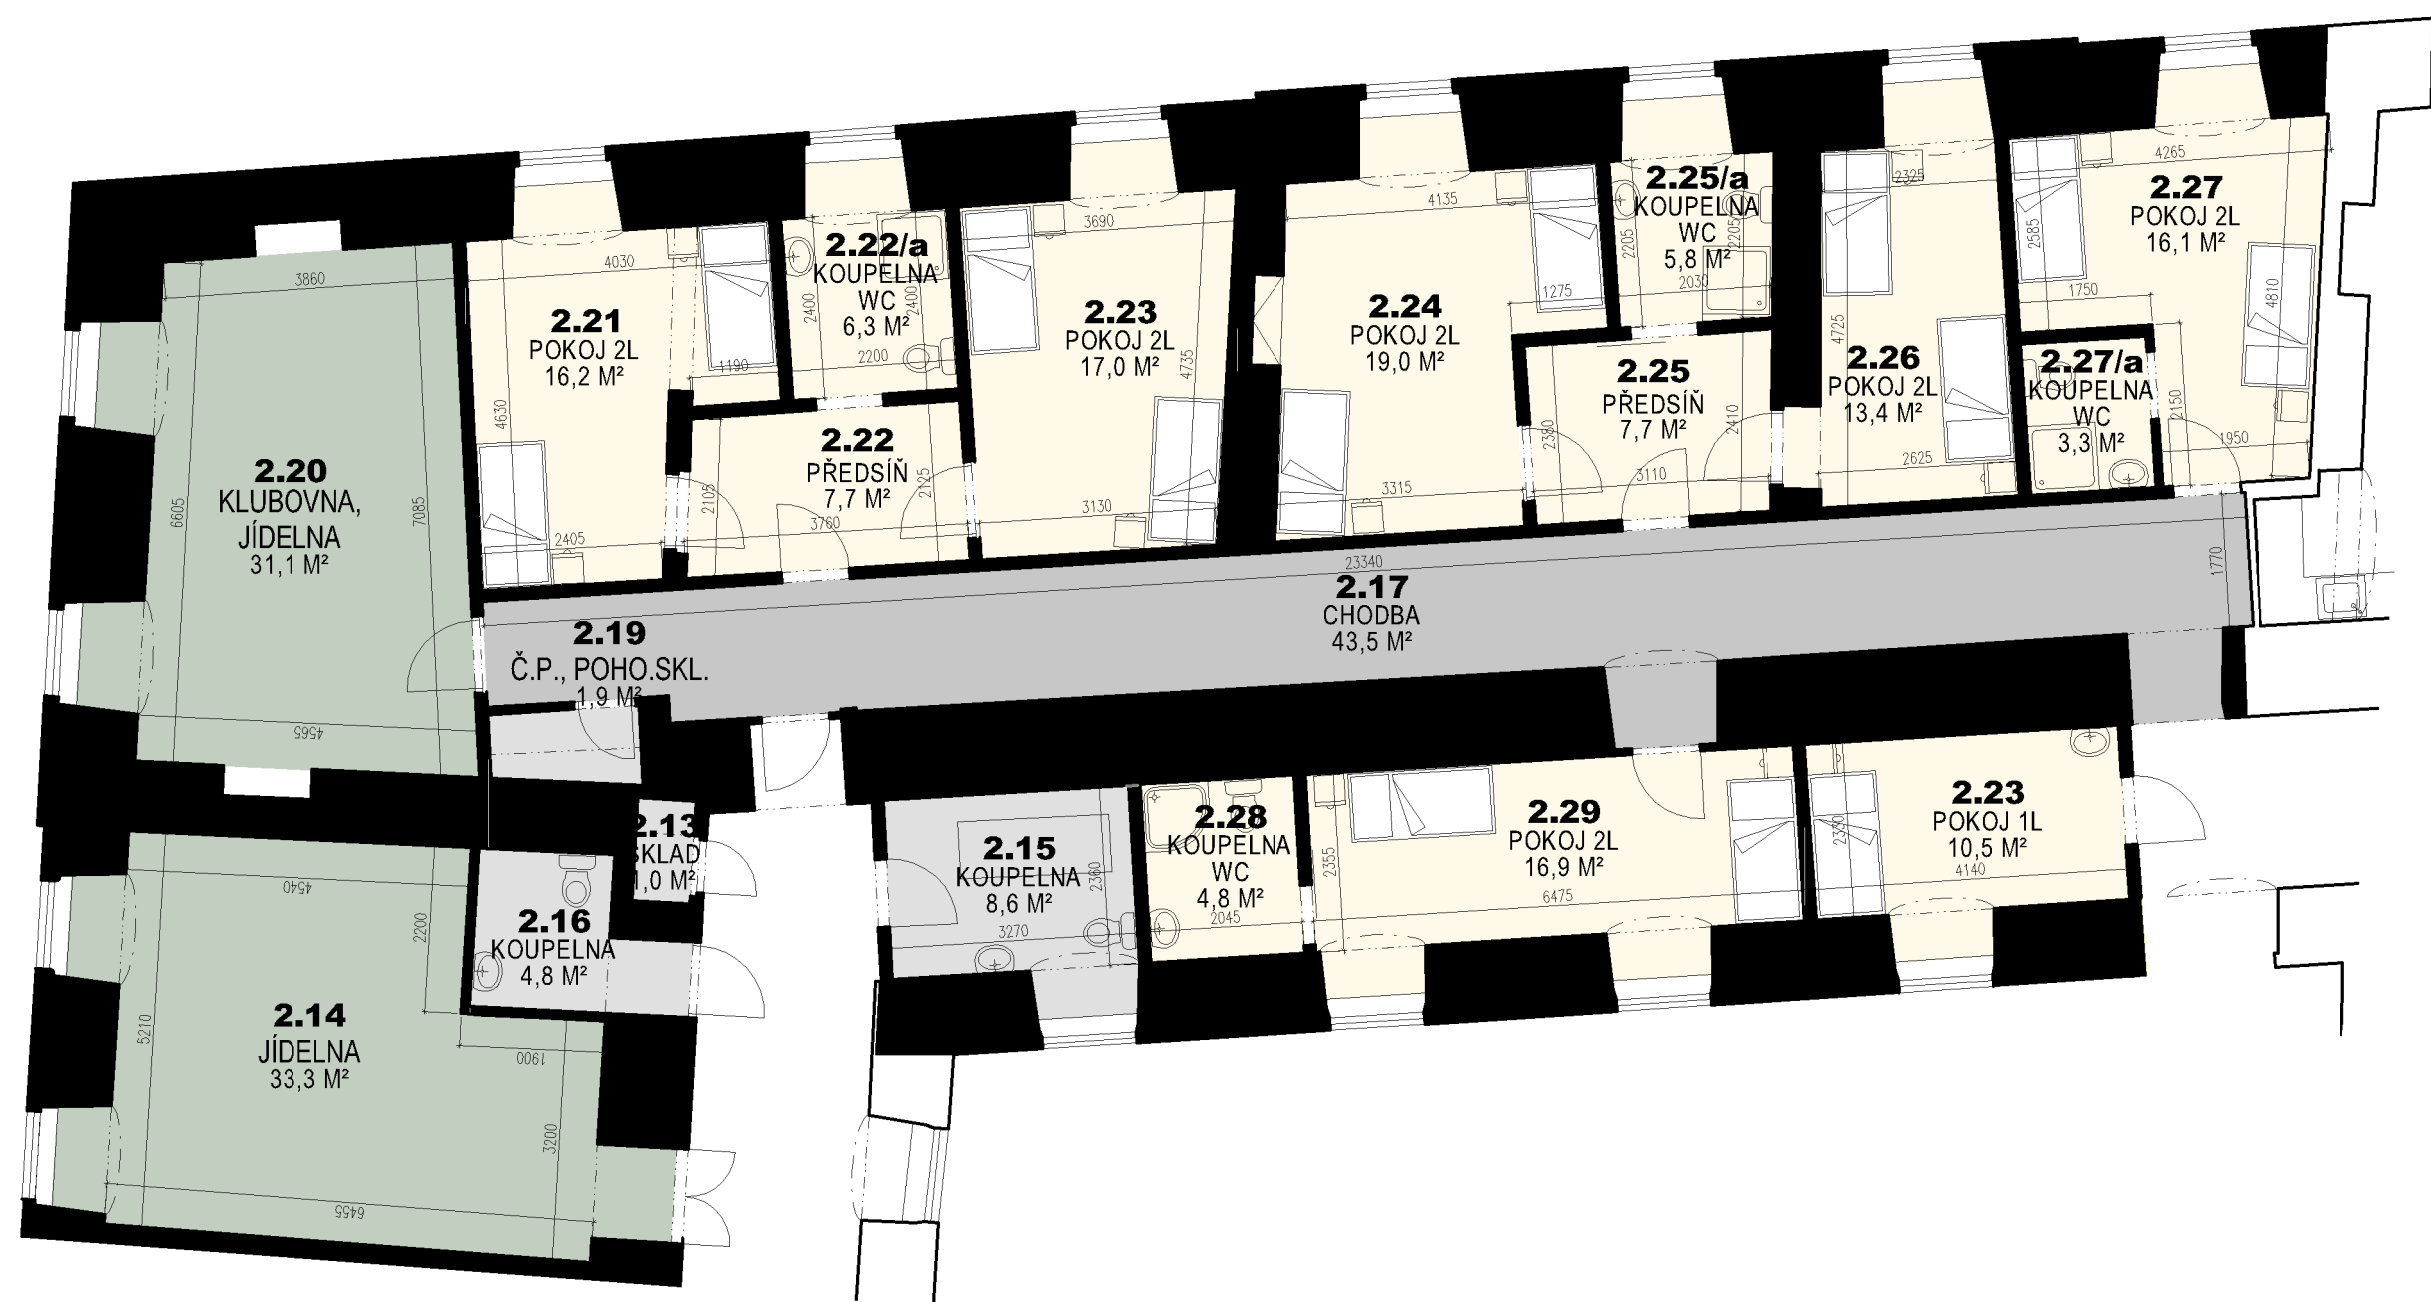 2.25/a
KOUPELNA
WC
5,8 M²
2205
2205
2030
4265
2.27
POKOJ 2L
16,1 M²
2585
1750
4810
2325
4135
2.24
POKOJ 2L
19,0 M²
1275
3315
3690
2.23
POKOJ 2L
17,0 M²
4735
3130
2.22/a
KOUPELNA
WC
6,3 M²
2400
2400
2200
4030
2.21
POKOJ 2L
16,2 M²
1190
4630
2405
3860
2.20
KLUBOVNA,
JÍDELNA
31,1 M²
6605
7085
4565
2.22
PŘEDSÍŇ
7,7 M²
2105
2125
3760
2.25
PŘEDSÍŇ
7,7 M²
2380
2410
3110
4725
2.26
POKOJ 2L
13,4 M²
2625
2.27/a
KOUPELNA
WC
3,3 M²
2150
1950
23340
2.17
CHODBA
43,5 M²
1770
2.19
Č.P., POHO.SKL.
1,9 M²
2.13
SKLAD
1,0 M²
2.16
KOUPELNA
4,8 M²
4540
2200
2.14
JÍDELNA
33,3 M²
5210
1900
3200
6455
2.15
KOUPELNA
8,6 M²
2360
3270
2.28
KOUPELNA
WC
4,8 M²
2045
2355
2.29
POKOJ 2L
16,9 M²
6475
2.23
POKOJ 1L
10,5 M²
4140